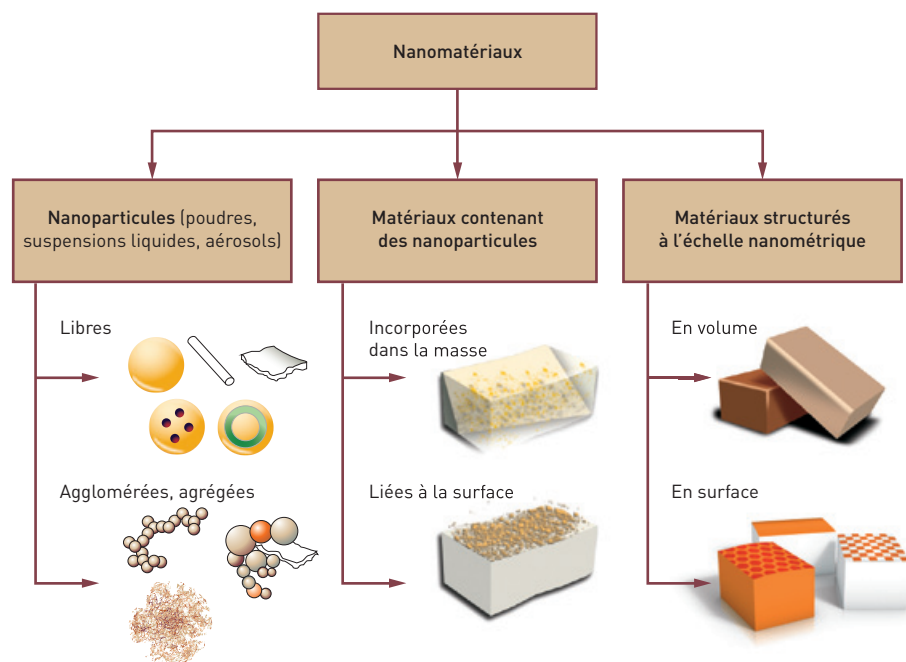 Nanomatériaux
Nanoparticules (poudres,
suspensions liquides, aérosols)
Matériaux contenant
des nanoparticules
Matériaux structurés
à l'échelle nanométrique
Libres
Incorporées
dans la masse
En volume
Agglomérées, agrégées
Liées à la surface
En surface